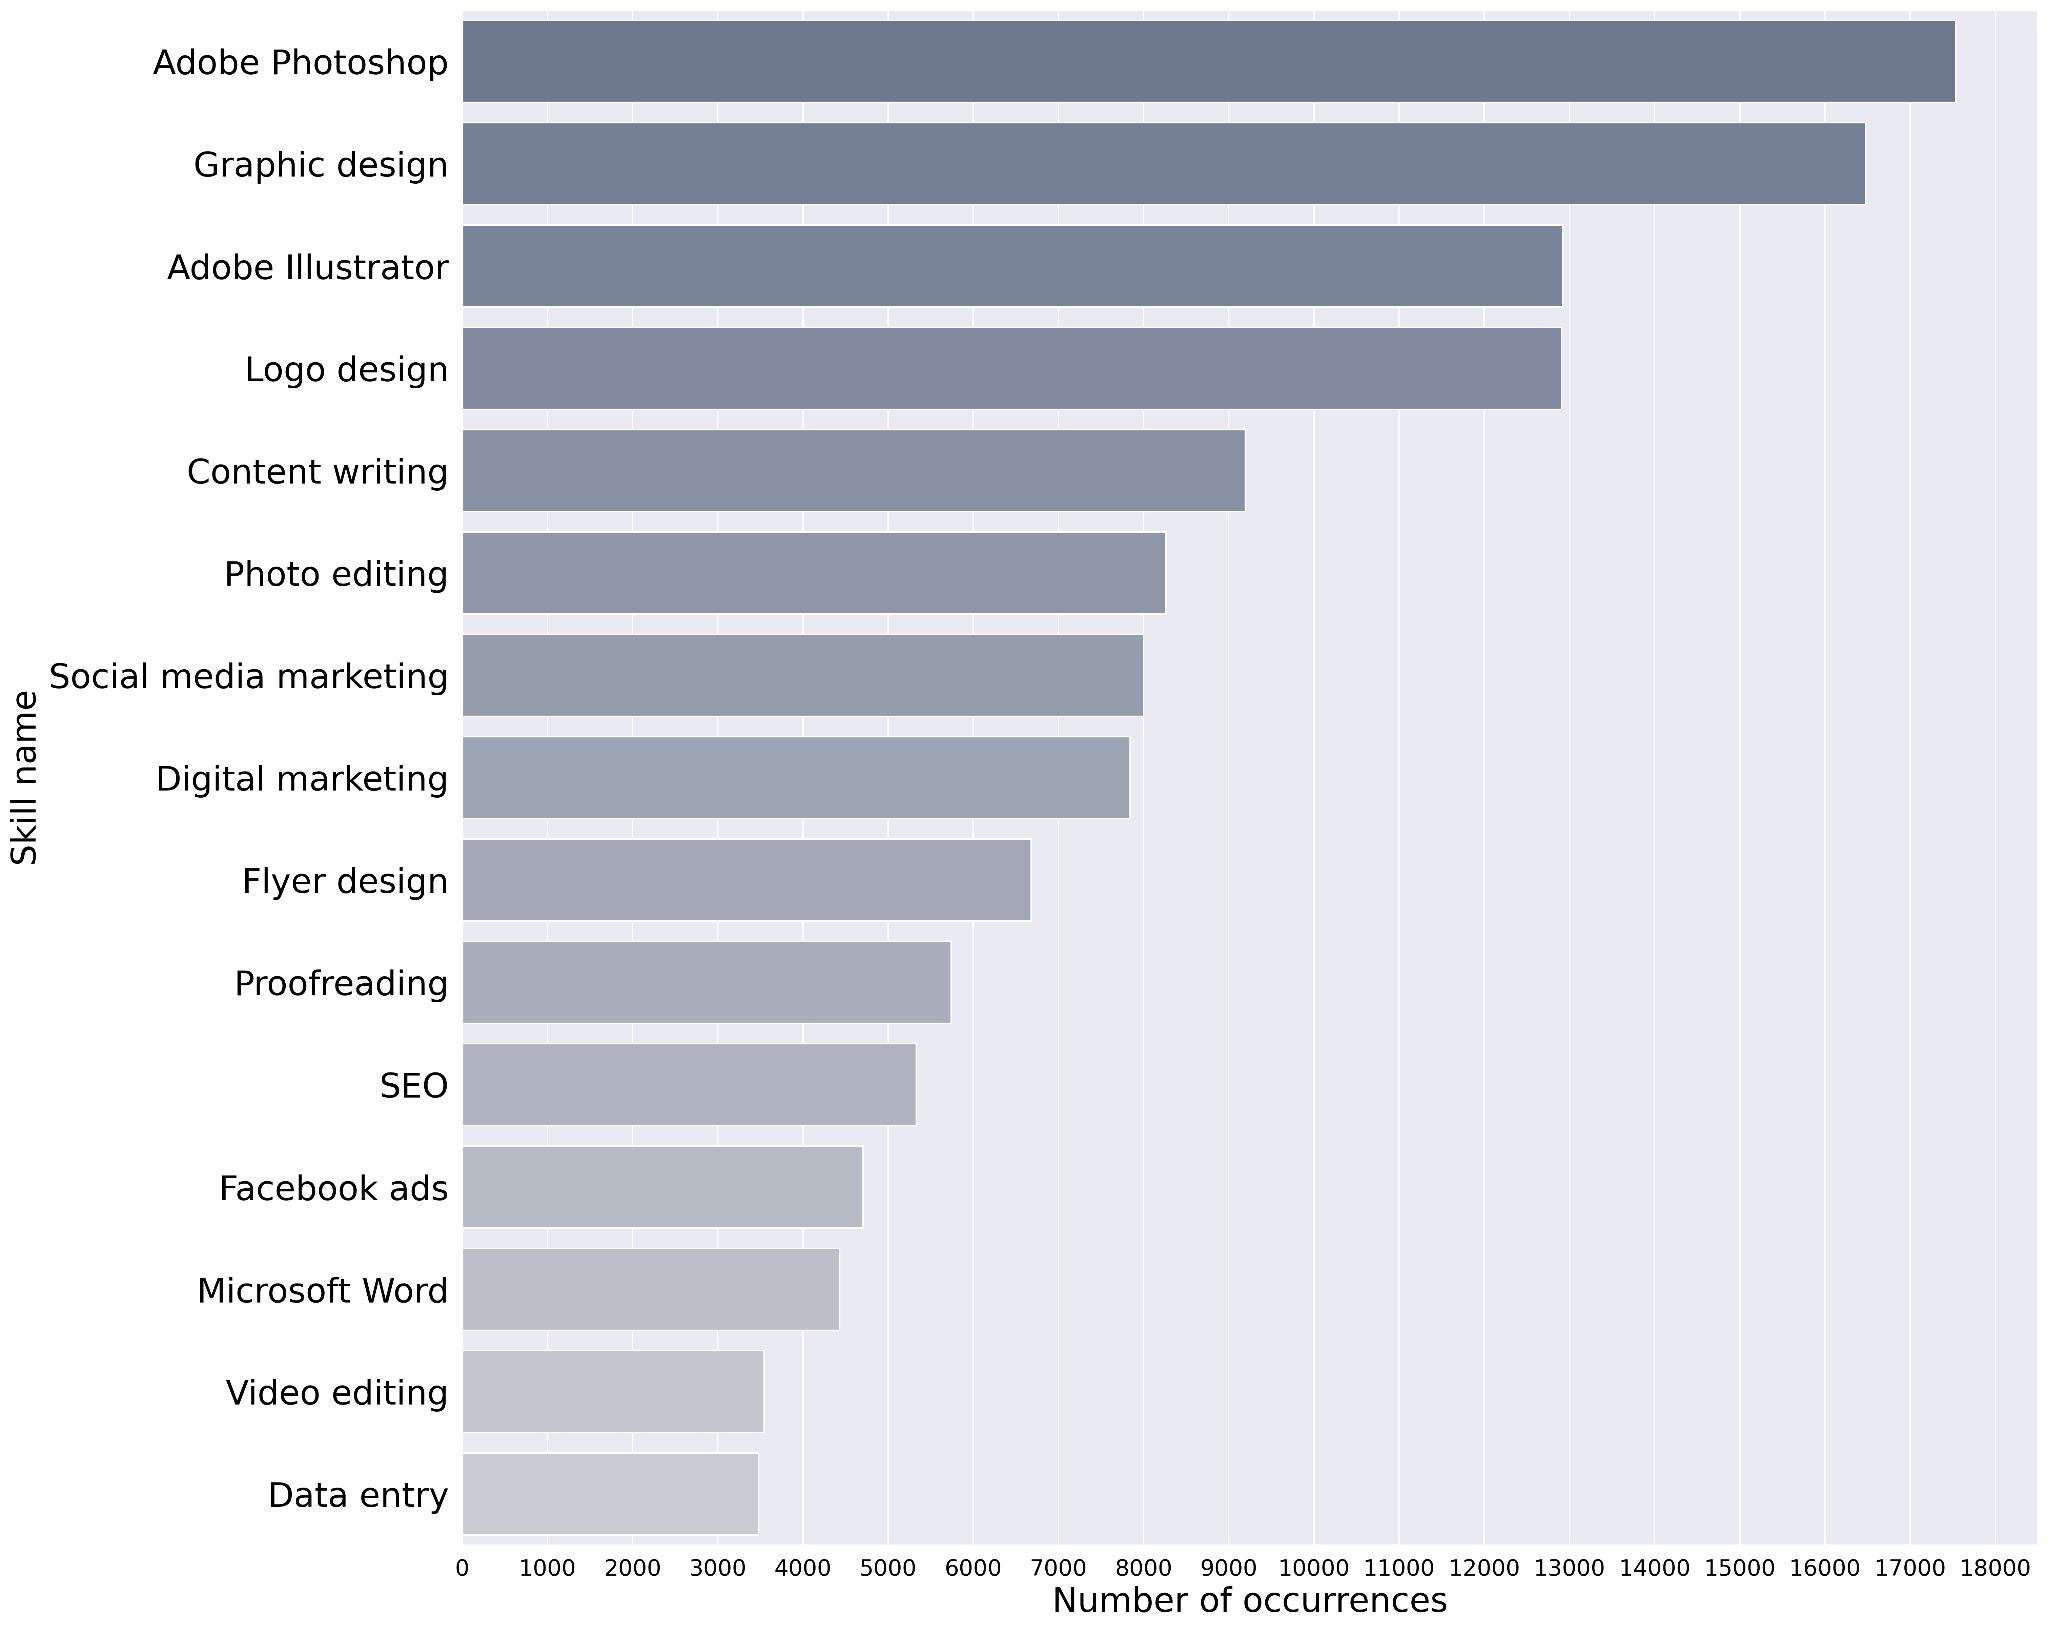 Adobe Photoshop
Graphic design
Adobe Illustrator
Logo design
Content writing
Photo editing
Social media marketing
Digital marketing
Flyer design
Proofreading
SEO
Facebook ads
Microsoft Word
Video editing
Data entry
Skill name
0 1000 2000 3000 4000 5000 6000 7000 8000 9000 10000 11000 12000 13000 14000 15000 16000 17000 18000
Number of occurrences